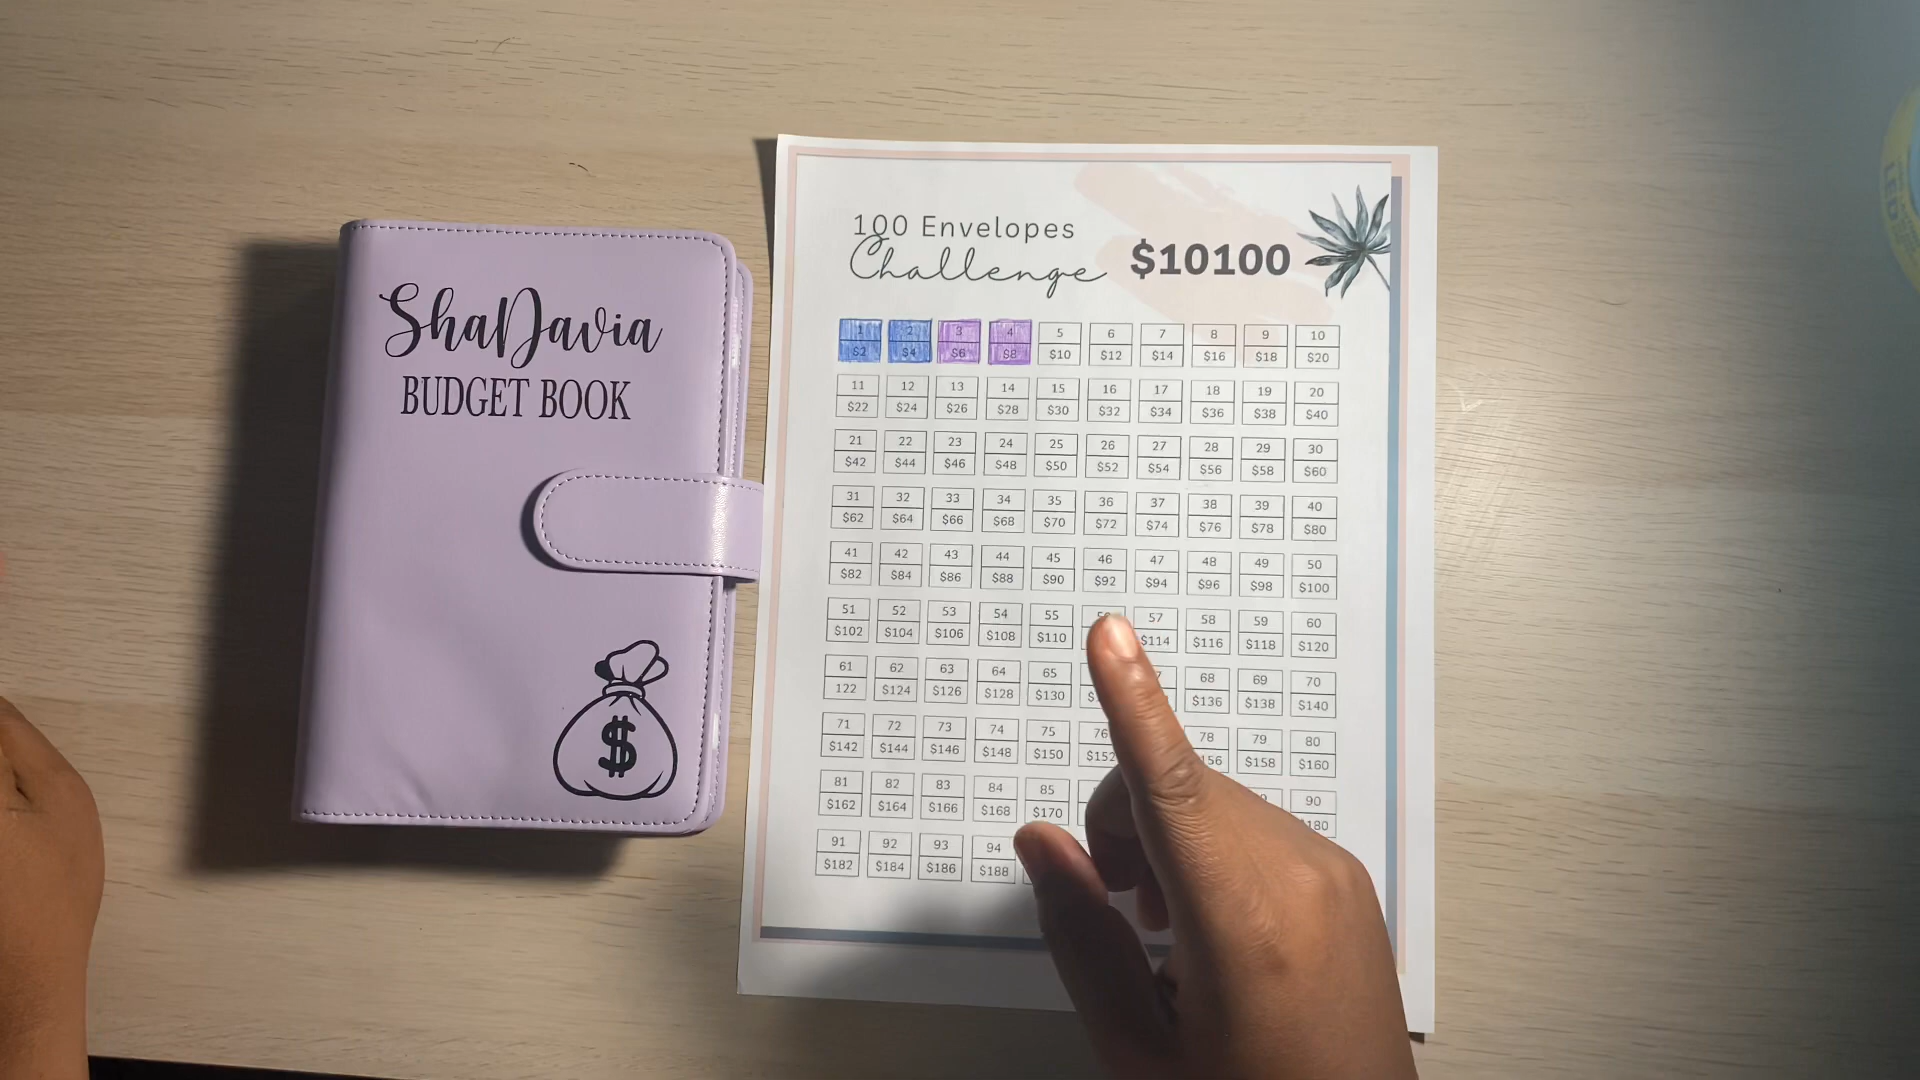 ShaDavia
BUDGET BOOK
$
100 Envelopes
Challenge
$10100
1 2 3 4 5 6 7 8 9 10
$2 $4 $6 $8 $10 $12 $14 $16 $18 $20
11 12 13 14 15 16 17 18 19 20
$22 $24 $26 $28 $30 $32 $34 $36 $38 $40
21 22 23 24 25 26 27 28 29 30
$42 $44 $46 $48 $50 $52 $54 $56 $58 $60
31 32 33 34 35 36 37 38 39 40
$62 $64 $66 $68 $70 $72 $74 $76 $78 $80
41 42 43 44 45 46 47 48 49 50
$82 $84 $86 $88 $90 $92 $94 $96 $98 $100
51 52 53 54 55 57 58 59 60
$102 $104 $106 $108 $110 $114 $116 $118 $120
61 62 63 64 65 68 69 70
122 $124 $126 $128 $130 $136 $138 $140
71 72 73 74 75 76 78 79 80
$142 $144 $146 $148 $150 $152 $158 $160
81 82 83 84 85 90
$162 $164 $166 $168 $170
91 92 93 94
$182 $184 $186 $188
LED